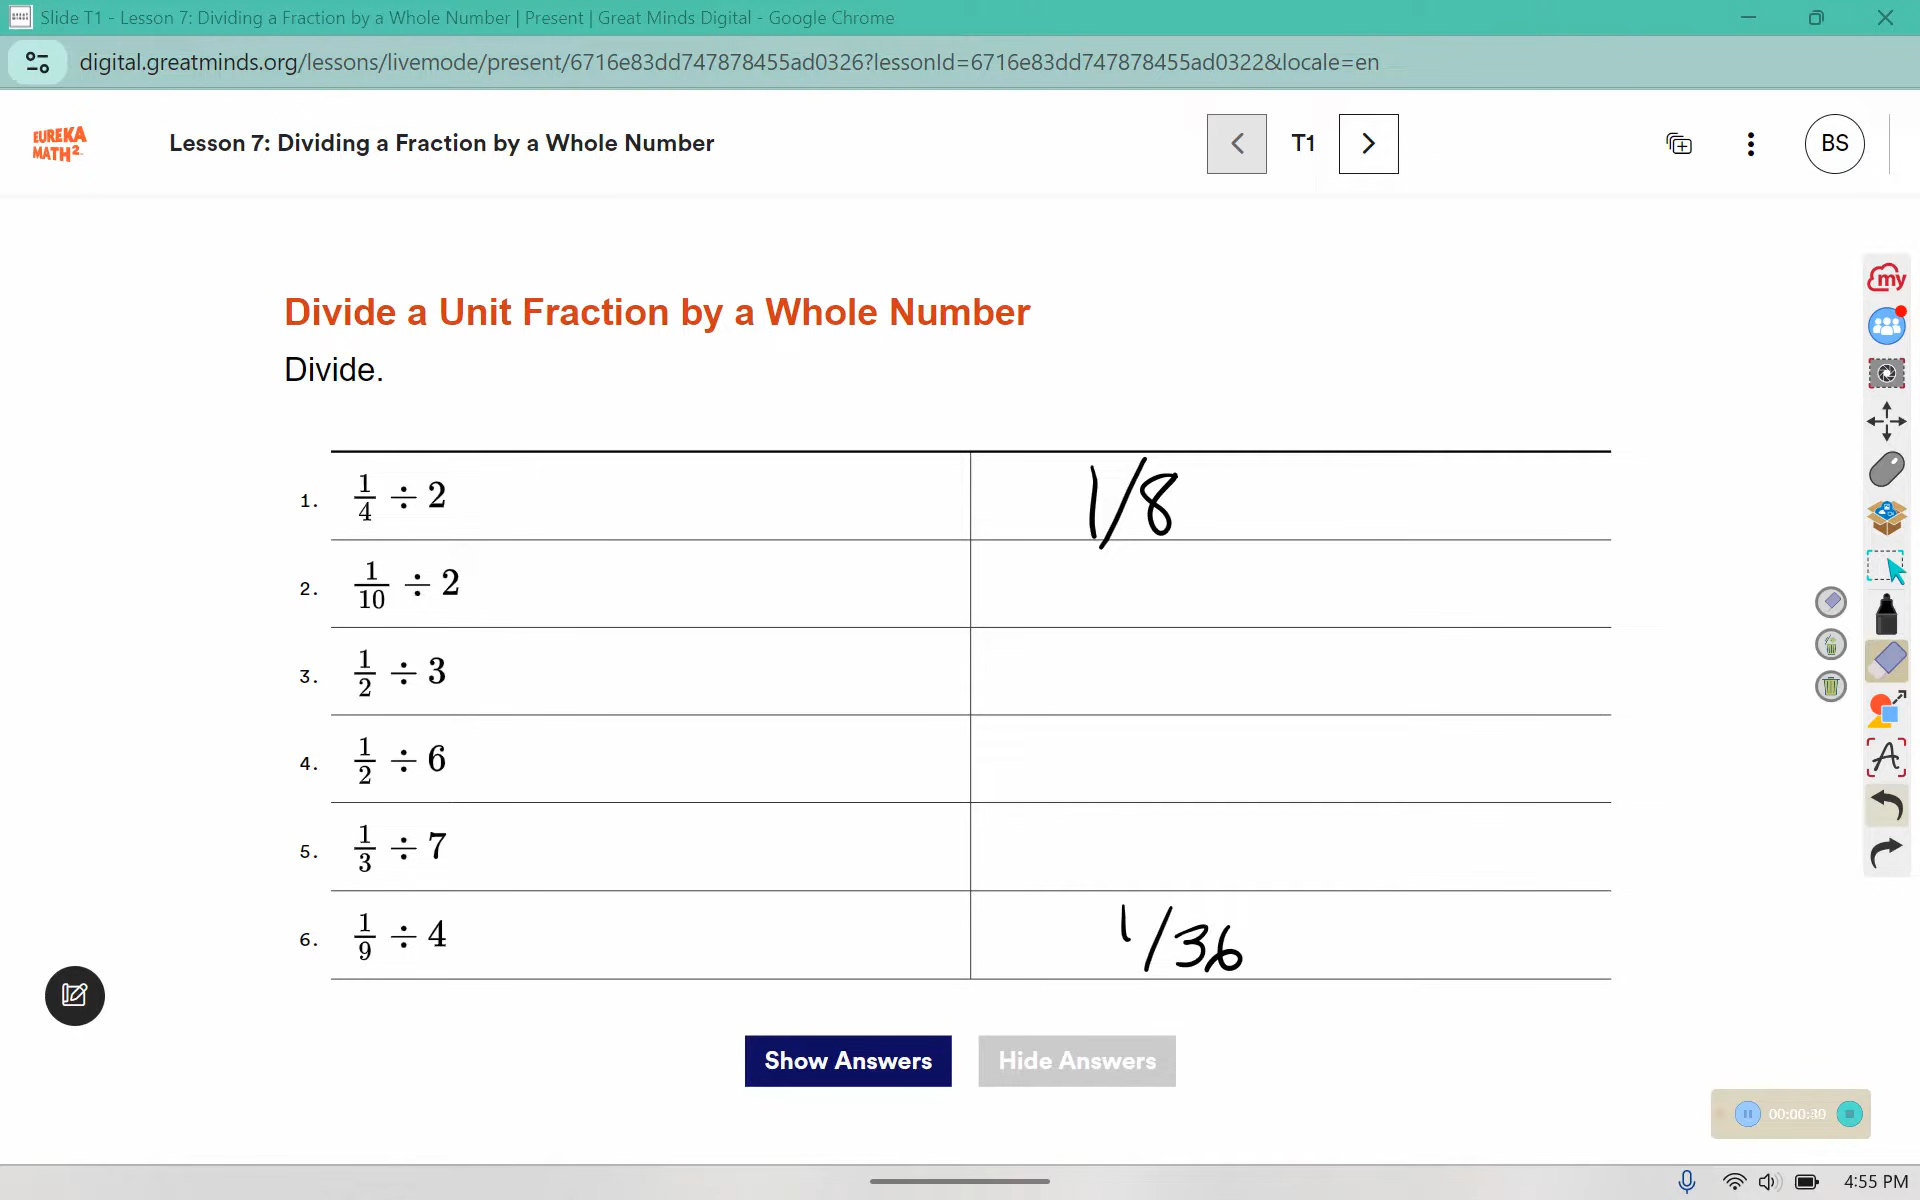 Slide T1 - Lesson 7: Dividing a Fraction by a Whole Number | Present | Great Minds Digital - Google Chrome
digital.greatminds.org/lessons/livemode/present/6716e83dd747878455ad0326?lessonId=6716e83dd747878455ad0322&locale=en
EUREKA MATH²
Lesson 7: Dividing a Fraction by a Whole Number
T1
BS
my
Divide a Unit Fraction by a Whole Number
Divide.
1. 1/4 ÷ 2 1/8
2. 1/10 ÷ 2
3. 1/2 ÷ 3
4. 1/2 ÷ 6
5. 1/3 ÷ 7
6. 1/9 ÷ 4 1/36
A
Show Answers Hide Answers
00:00:39
4:55 PM